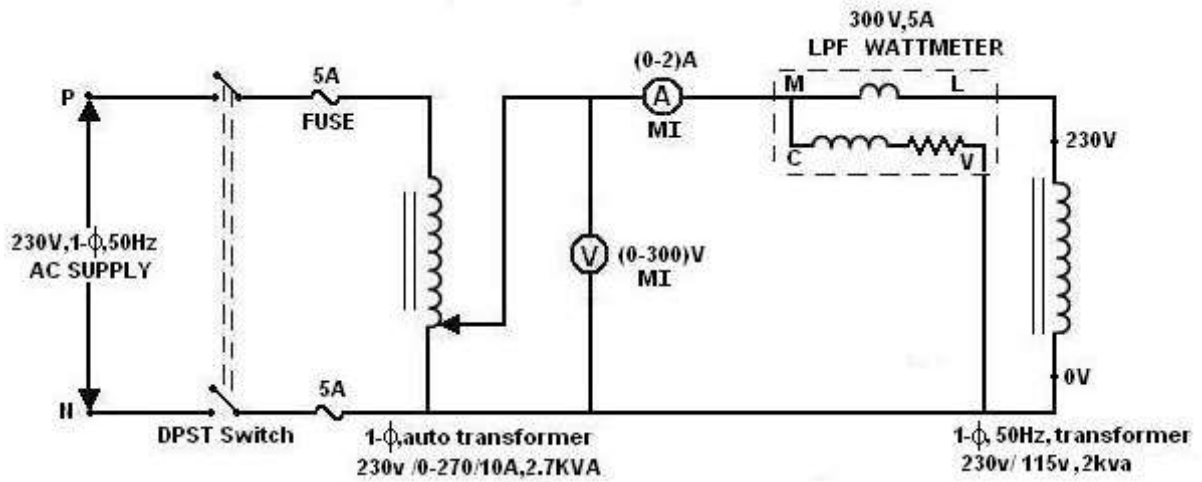 300V,5A
LPF WATTMETER
(0-2)A
5A
M
L
P
A
FUSE
MI
230V
C
V
230V,1-ϕ,50Hz
AC SUPPLY
V
(0-300)V
MI
0V
5A
N
DPST Switch
1-ϕ,auto transformer
230v /0-270/10A,2.7KVA
1-ϕ, 50Hz, transformer
230v/ 115v ,2kva